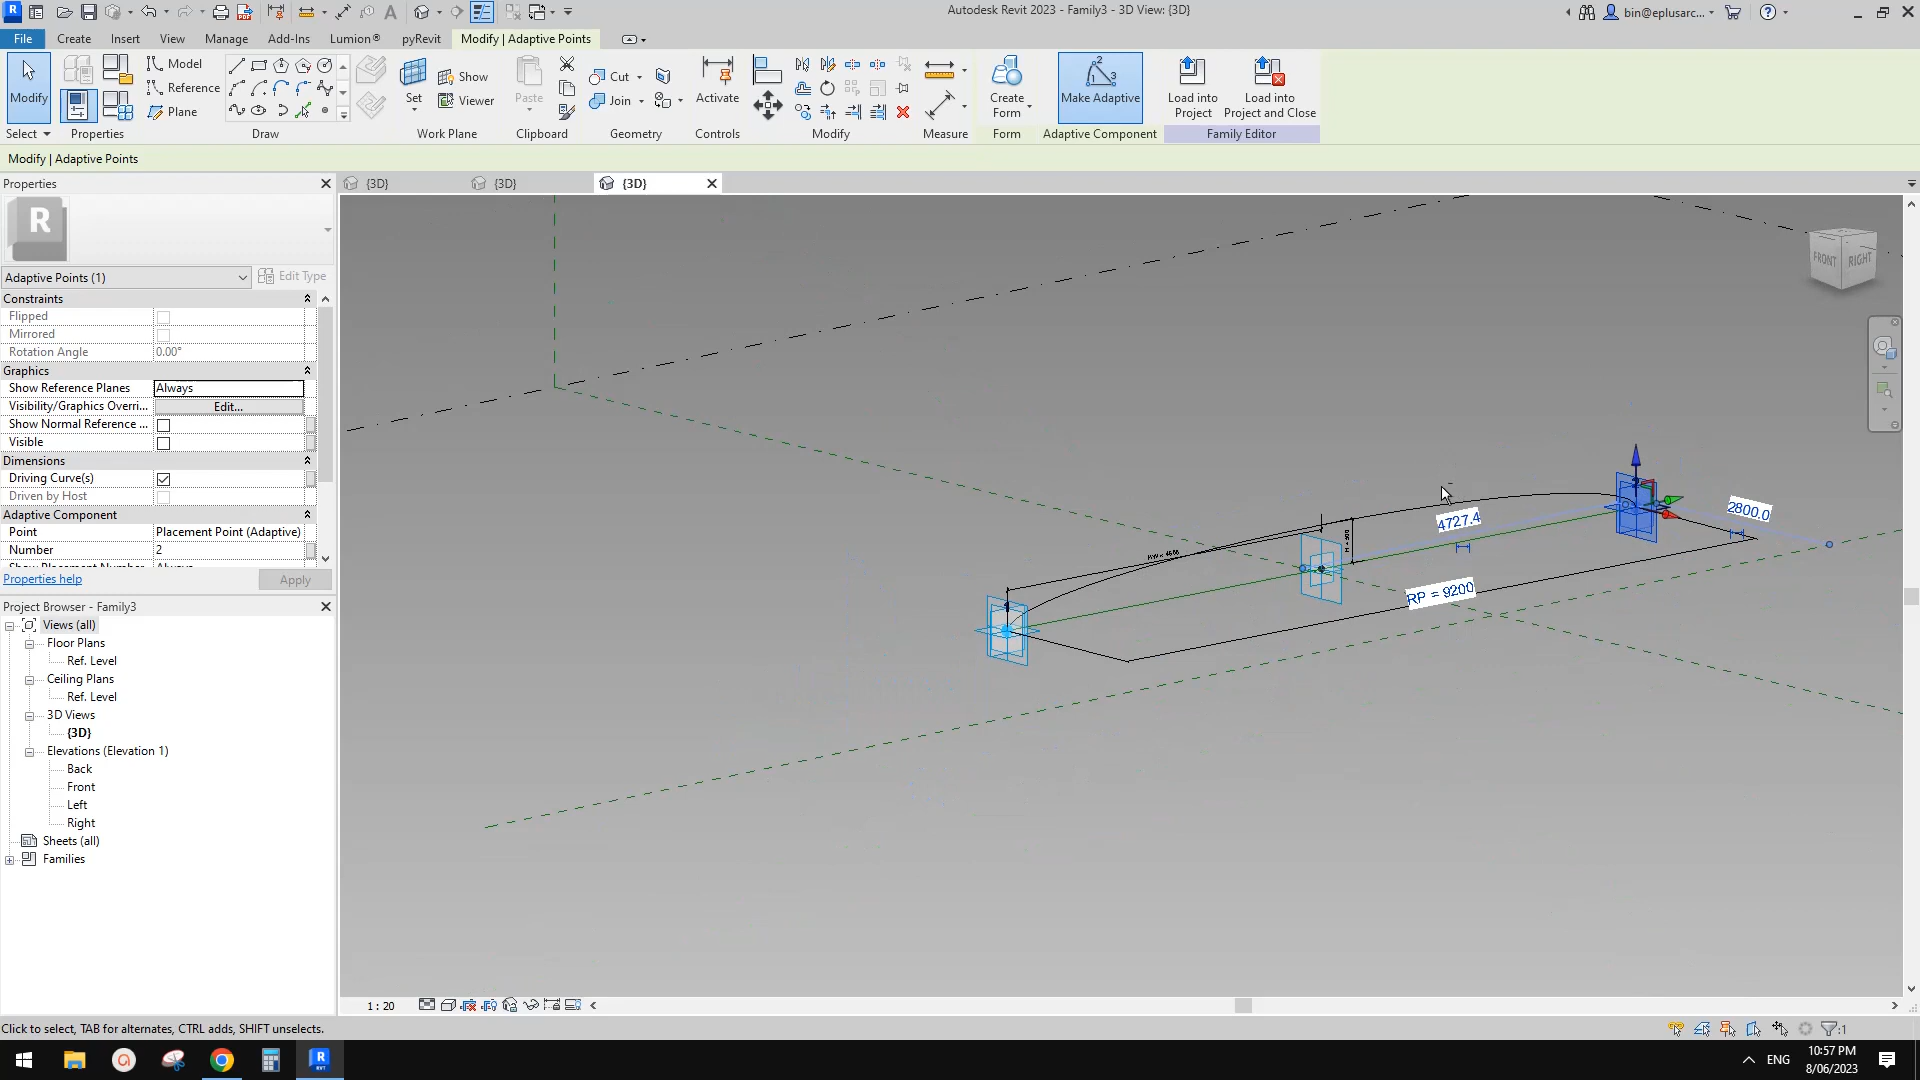 Autodesk Revit 2023 - Family3 - 3D View: {3D}
bin@eplusarc...
File
Create
Insert
View
Manage
Add-Ins
Lumion®
pyRevit
Modify | Adaptive Points
Modify
Model
Reference
Plane
Set
Show
Viewer
Paste
Cut
Join
Activate
Create
Form
Make Adaptive
Load into
Project
Load into
Project and Close
Select
Properties
Draw
Work Plane
Clipboard
Geometry
Controls
Modify
Measure
Form
Adaptive Component
Family Editor
Modify | Adaptive Points
Properties
{3D}
{3D}
{3D}
R
Adaptive Points (1)
Edit Type
Constraints
Flipped
Mirrored
Rotation Angle
0.00°
Graphics
Show Reference Planes
Always
Visibility/Graphics Overri...
Edit...
Show Normal Reference ...
Visible
Dimensions
Driving Curve(s)
Driven by Host
Adaptive Component
Point
Placement Point (Adaptive)
Number
2
Properties help
Apply
Project Browser - Family3
Views (all)
Floor Plans
Ref. Level
Ceiling Plans
Ref. Level
3D Views
{3D}
Elevations (Elevation 1)
Back
Front
Left
Right
Sheets (all)
Families
FRONT
RIGHT
4727.4
2800.0
RP = 9200
1 : 20
Click to select, TAB for alternates, CTRL adds, SHIFT unselects.
:1
ENG
10:57 PM
8/06/2023